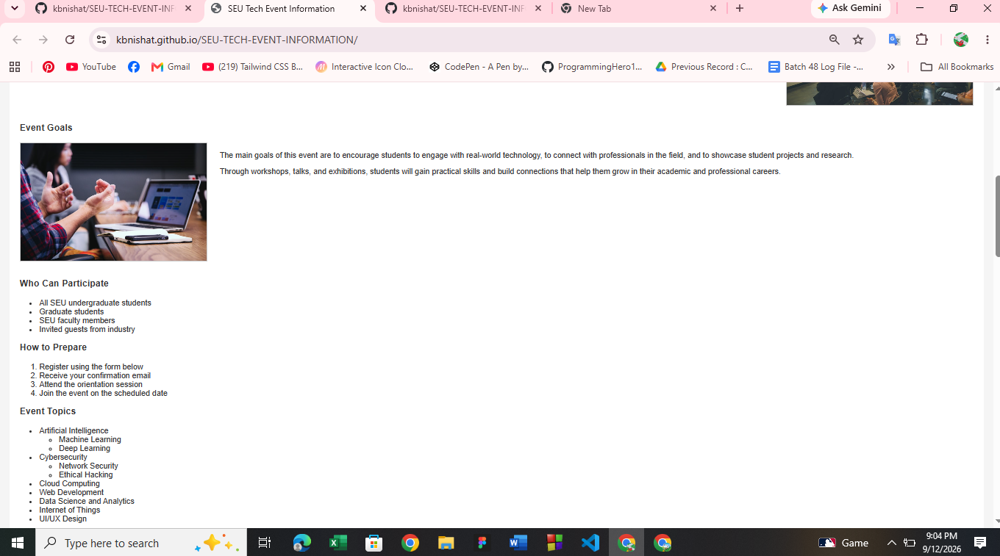 kbnishat/SEU-TECH-EVENT-INF
SEU Tech Event Information
kbnishat/SEU-TECH-EVENT-INF
New Tab
Ask Gemini
kbnishat.github.io/SEU-TECH-EVENT-INFORMATION/
YouTube
Gmail
(219) Tailwind CSS B...
Interactive Icon Clo...
CodePen - A Pen by...
ProgrammingHero1...
Previous Record : C...
Batch 48 Log File -...
All Bookmarks
Event Goals
The main goals of this event are to encourage students to engage with real-world technology, to connect with professionals in the field, and to showcase student projects and research.
Through workshops, talks, and exhibitions, students will gain practical skills and build connections that help them grow in their academic and professional careers.
Who Can Participate
All SEU undergraduate students
Graduate students
SEU faculty members
Invited guests from industry
How to Prepare
1. Register using the form below
2. Receive your confirmation email
3. Attend the orientation session
4. Join the event on the scheduled date
Event Topics
Artificial Intelligence
Machine Learning
Deep Learning
Cybersecurity
Network Security
Ethical Hacking
Cloud Computing
Web Development
Data Science and Analytics
Internet of Things
UI/UX Design
Type here to search
Game
9:04 PM
9/12/2026